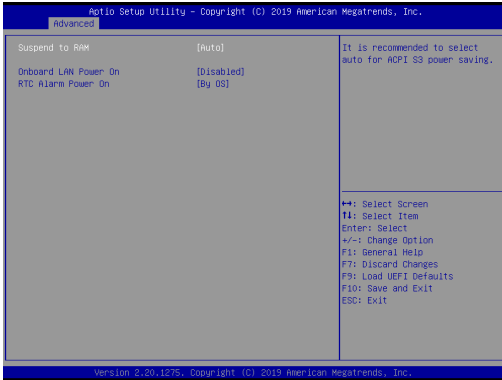 Aptio Setup Utility – Copyright (C) 2019 American Megatrends, Inc.
Advanced
Suspend to RAM [Auto]
Onboard LAN Power On [Disabled]
RTC Alarm Power On [By OS]
It is recommended to select
auto for ACPI S3 power saving.
↔: Select Screen
↑↓: Select Item
Enter: Select
+/-: Change Option
F1: General Help
F7: Discard Changes
F9: Load UEFI Defaults
F10: Save and Exit
ESC: Exit
Version 2.20.1275. Copyright (C) 2019 American Megatrends, Inc.